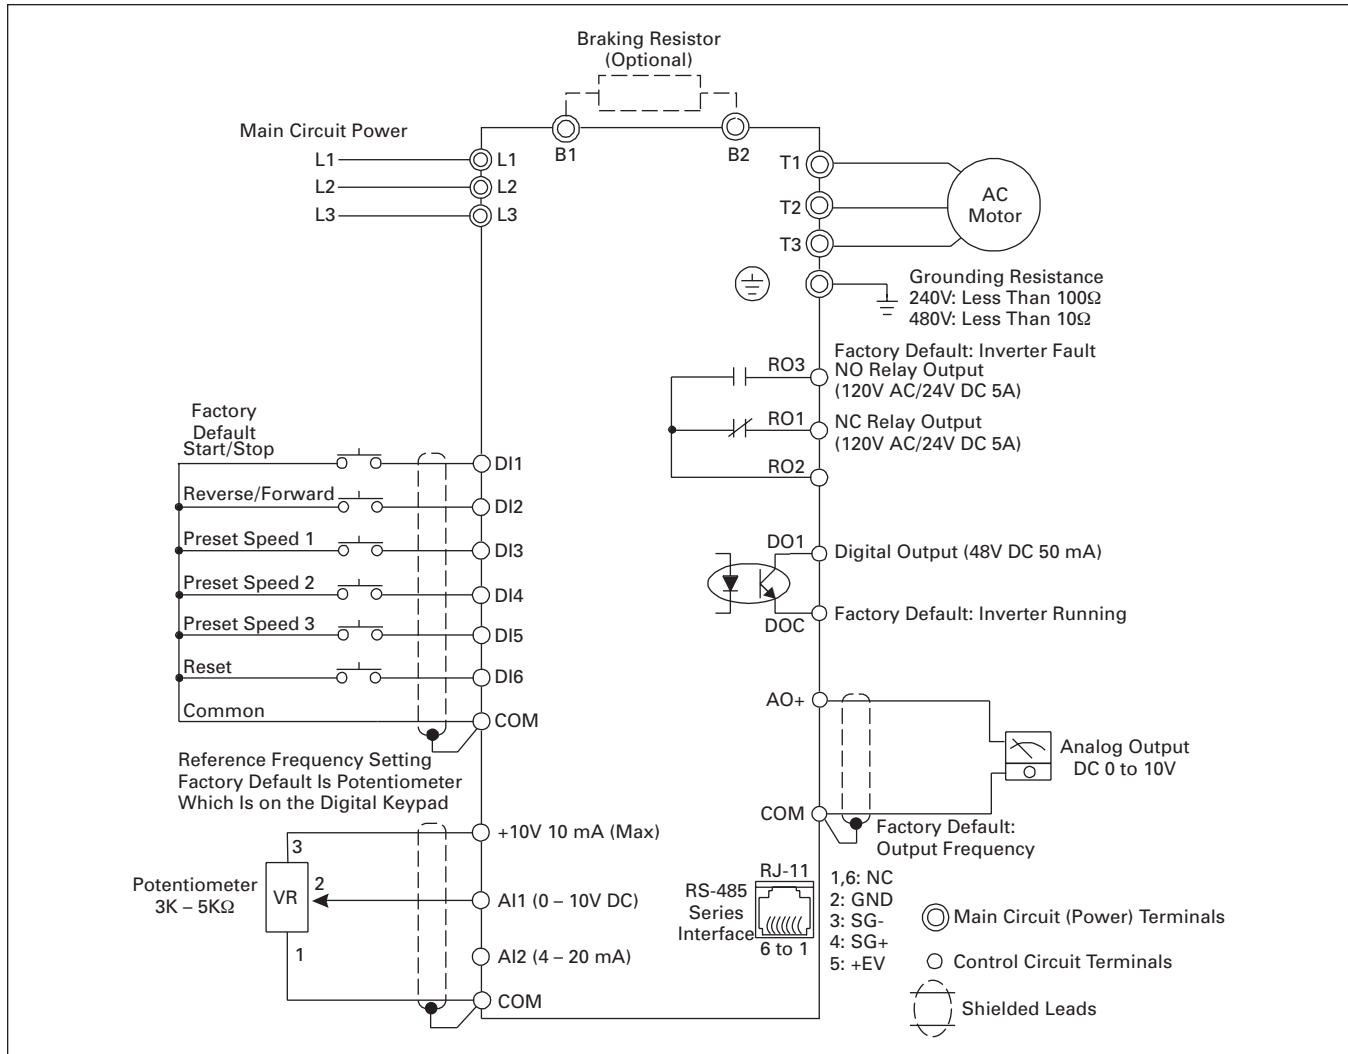 Braking Resistor
(Optional)
Main Circuit Power
B1
B2
L1
L1
L2
L2
L3
L3
T1
T2
T3
AC
Motor
Grounding Resistance
240V: Less Than 100Ω
480V: Less Than 10Ω
Factory Default: Inverter Fault
RO3
NO Relay Output
(120V AC/24V DC 5A)
RO1
NC Relay Output
(120V AC/24V DC 5A)
RO2
Factory
Default
Start/Stop
DI1
Reverse/Forward
DI2
Preset Speed 1
DI3
Preset Speed 2
DI4
Preset Speed 3
DI5
Reset
DI6
Common
COM
DO1
Digital Output (48V DC 50 mA)
DOC
Factory Default: Inverter Running
AO+
Analog Output
DC 0 to 10V
COM
Factory Default:
Output Frequency
Reference Frequency Setting
Factory Default Is Potentiometer
Which Is on the Digital Keypad
+10V 10 mA (Max)
3
Potentiometer
3K – 5KΩ
VR
2
AI1 (0 – 10V DC)
1
AI2 (4 – 20 mA)
COM
RJ-11
RS-485
Series
Interface
6 to 1
1,6: NC
2: GND
3: SG-
4: SG+
5: +EV
Main Circuit (Power) Terminals
Control Circuit Terminals
Shielded Leads